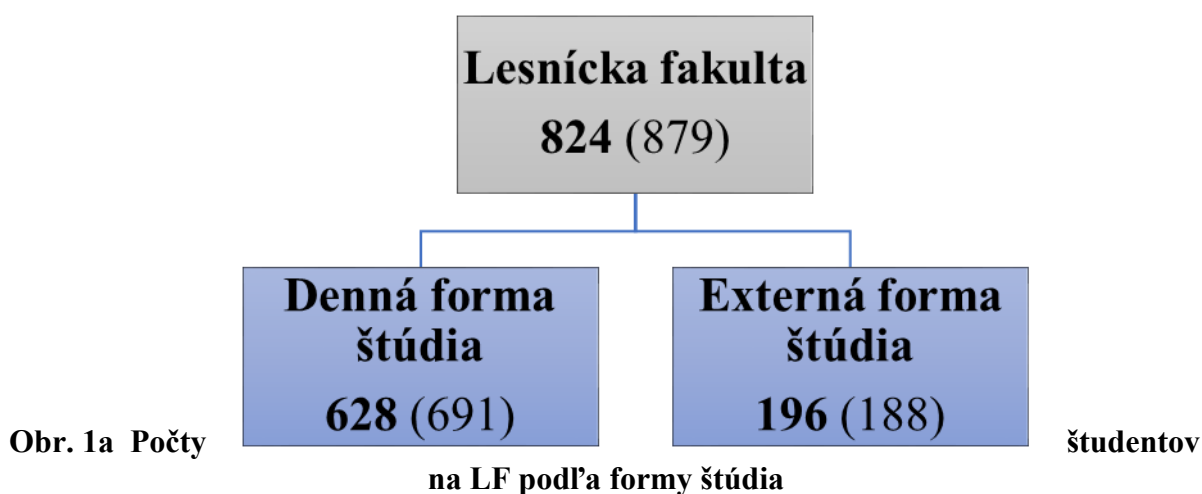 Lesnícka fakulta
824 (879)
Denná forma
štúdia
628 (691)
Externá forma
štúdia
196 (188)
Obr. 1a Počty študentov
na LF podľa formy štúdia